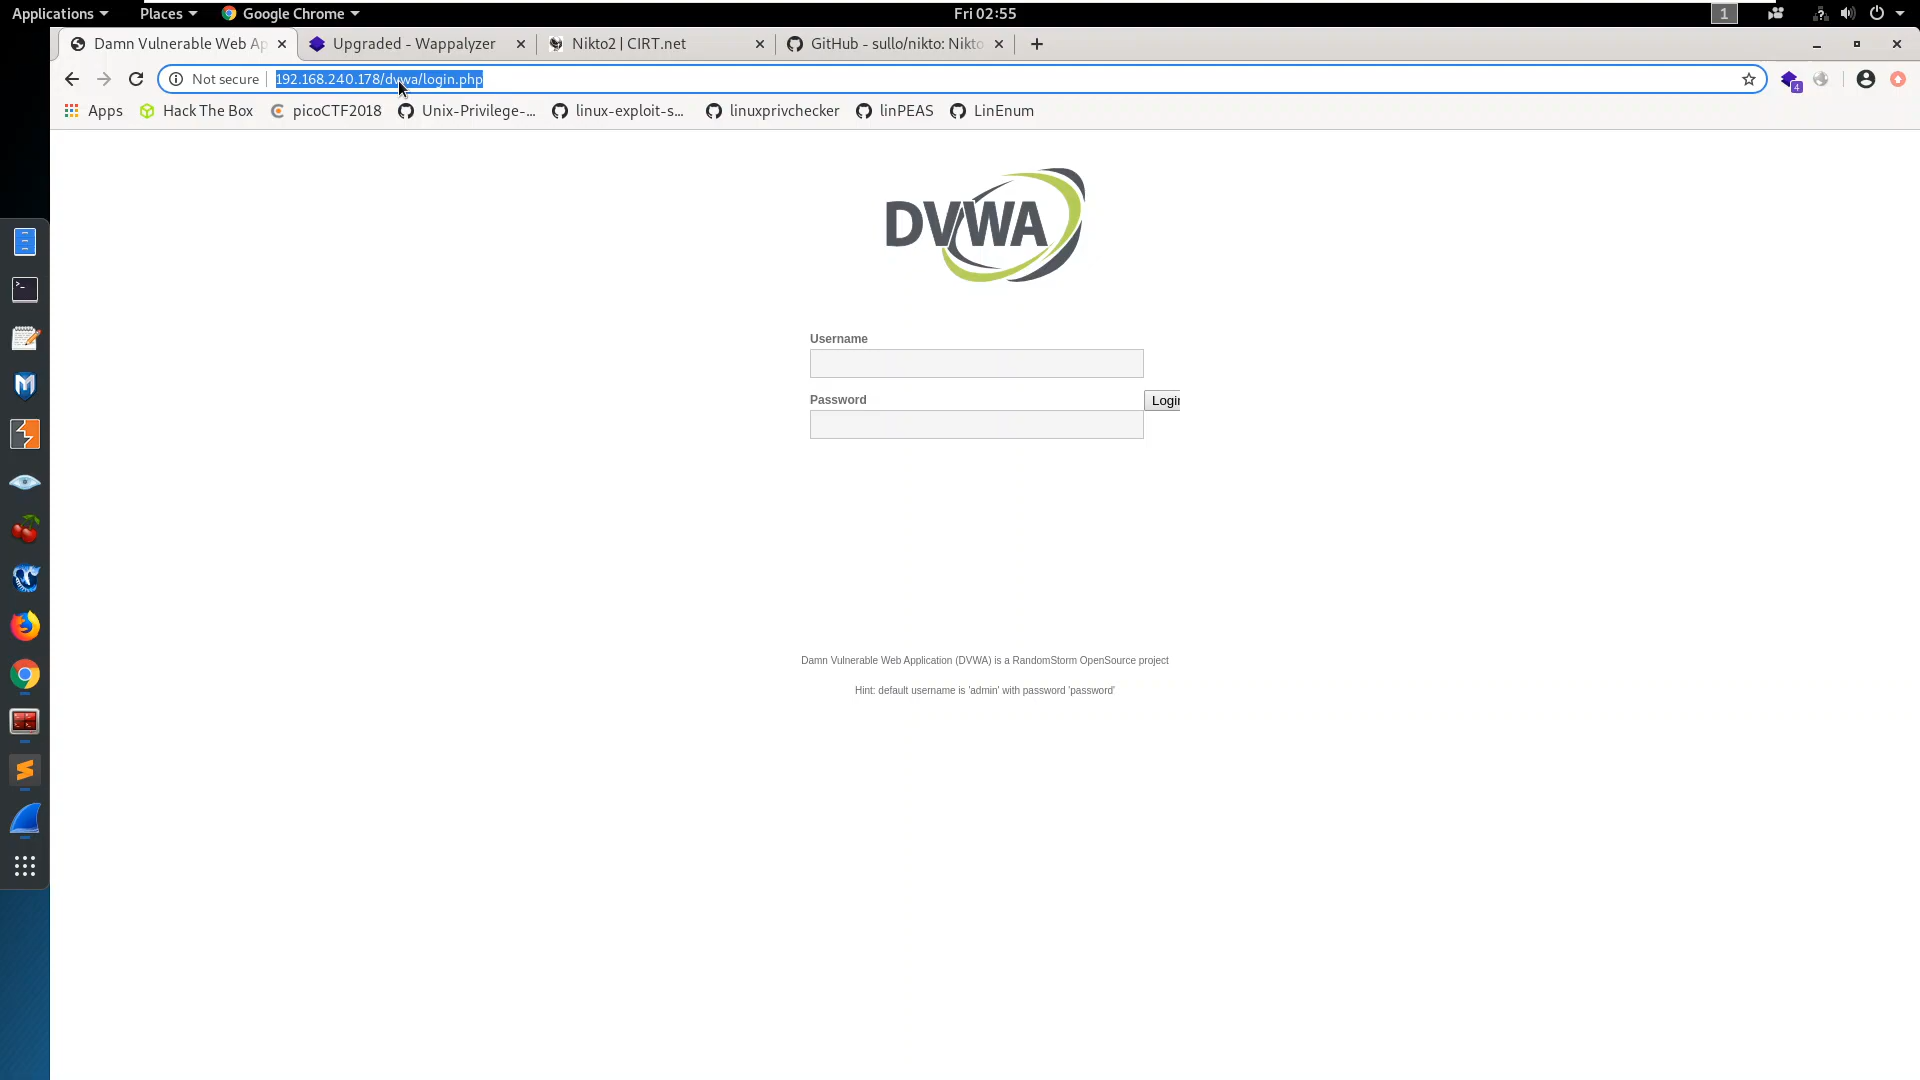 Applications Places Google Chrome Fri 02:55 1
Damn Vulnerable Web Ap Upgraded - Wappalyzer Nikto2 | CIRT.net GitHub - sullo/nikto: Nikto
Not secure 192.168.240.178/dvwa/login.php 4
Apps Hack The Box picoCTF2018 Unix-Privilege-... linux-exploit-s... linuxprivchecker linPEAS LinEnum
DVWA
Username
Password
Login
Damn Vulnerable Web Application (DVWA) is a RandomStorm OpenSource project
Hint: default username is 'admin' with password 'password'